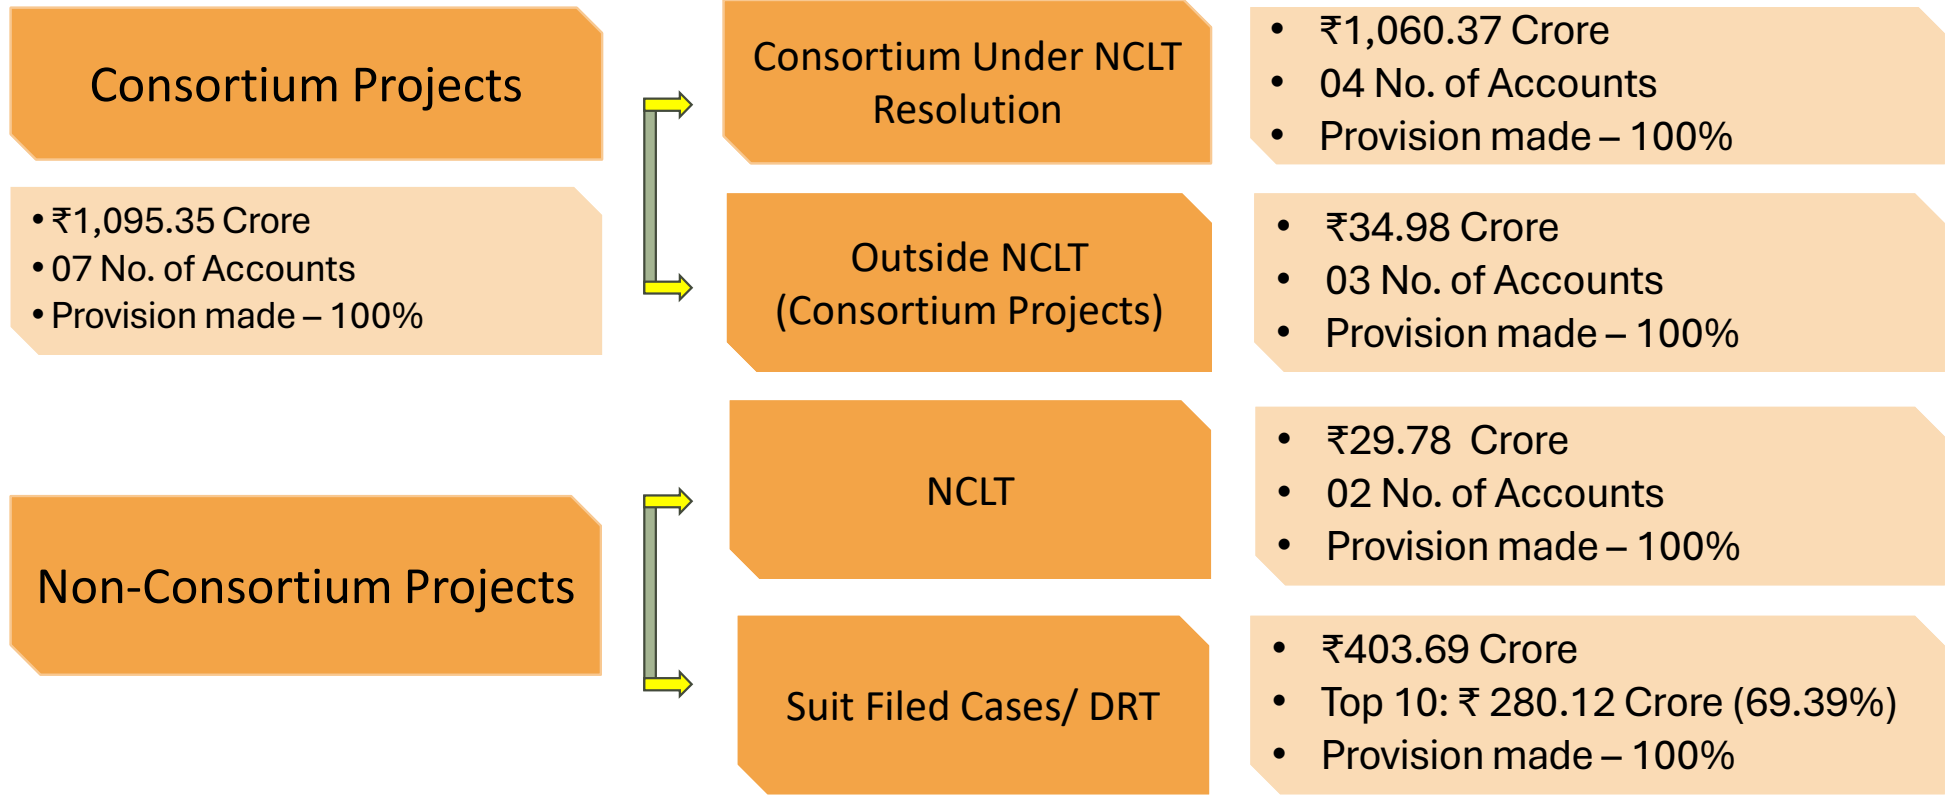 Consortium Projects
• ₹1,095.35 Crore
• 07 No. of Accounts
• Provision made – 100%
Consortium Under NCLT
Resolution
• ₹1,060.37 Crore
• 04 No. of Accounts
• Provision made – 100%
Outside NCLT
(Consortium Projects)
• ₹34.98 Crore
• 03 No. of Accounts
• Provision made – 100%
Non-Consortium Projects
NCLT
• ₹29.78 Crore
• 02 No. of Accounts
• Provision made – 100%
Suit Filed Cases/ DRT
• ₹403.69 Crore
• Top 10: ₹ 280.12 Crore (69.39%)
• Provision made – 100%